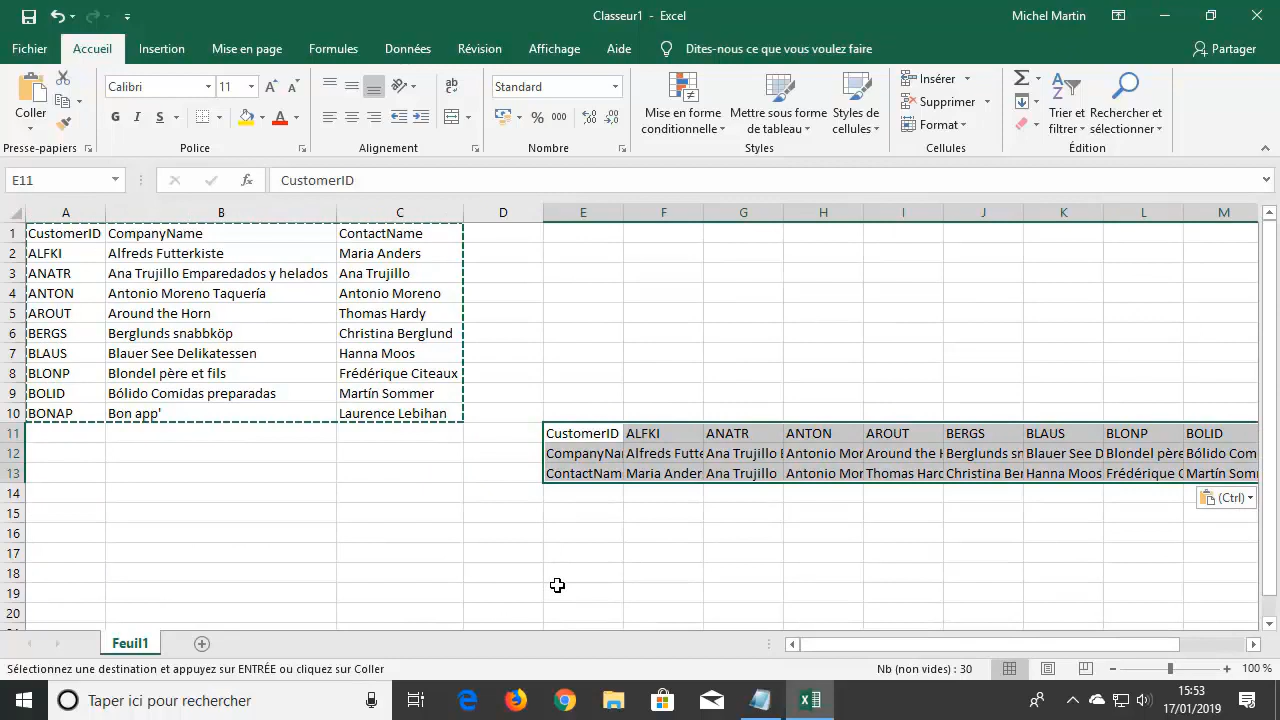 Classeur1 - Excel
Michel Martin
Fichier Accueil Insertion Mise en page Formules Données Révision Affichage Aide Dites-nous ce que vous voulez faire Partager
Coller
Presse-papiers
Calibri 11
G I S A
Police
ab
Alignement
Standard
% 000
Nombre
Mise en forme conditionnelle
Mettre sous forme de tableau
Styles de cellules
Styles
Insérer
Supprimer
Format
Cellules
Σ
Trier et filtrer
Rechercher et sélectionner
Édition
E11 fx CustomerID
A B C D E F G H I J K L M
1 CustomerID CompanyName ContactName
2 ALFKI Alfreds Futterkiste Maria Anders
3 ANATR Ana Trujillo Emparedados y helados Ana Trujillo
4 ANTON Antonio Moreno Taquería Antonio Moreno
5 AROUT Around the Horn Thomas Hardy
6 BERGS Berglunds snabbköp Christina Berglund
7 BLAUS Blauer See Delikatessen Hanna Moos
8 BLONP Blondel père et fils Frédérique Citeaux
9 BOLID Bólido Comidas preparadas Martín Sommer
10 BONAP Bon app' Laurence Lebihan
11 CustomerID ALFKI ANATR ANTON AROUT BERGS BLAUS BLONP BOLID
12 CompanyNa Alfreds Futte Ana Trujillo E Antonio Mor Around the H Berglunds sn Blauer See D Blondel père Bólido Com
13 ContactNam Maria Ander Ana Trujillo Antonio Mor Thomas Hard Christina Ber Hanna Moos Frédérique C Martín Som
14 (Ctrl)
15
16
17
18
19
20
Feuil1
Sélectionnez une destination et appuyez sur ENTRÉE ou cliquez sur Coller
Nb (non vides) : 30
100 %
Taper ici pour rechercher
15:53
17/01/2019